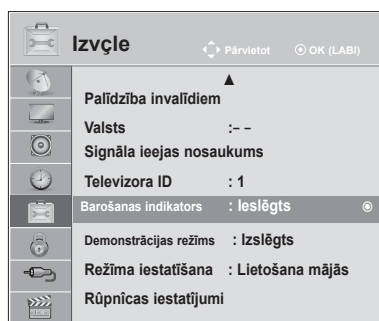 Izvçle Pārvietot OK (LABI)
▲
Palīdzība invalīdiem
Valsts :– –
Signāla ieejas nosaukums
Televizora ID : 1
Barošanas indikators : Ieslēgts
Demonstrācijas režīms : Izslēgts
Režīma iestatīšana : Lietošana mājās
Rūpnīcas iestatījumi